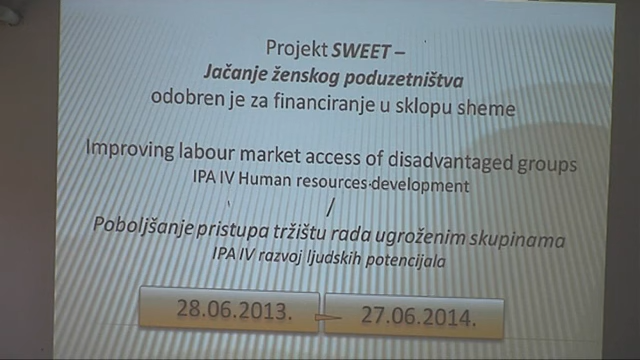 Projekt SWEET –
Jačanje ženskog poduzetništva
odobren je za financiranje u sklopu sheme
Improving labour market access of disadvantaged groups
IPA IV Human resources development
/
Poboljšanje pristupa tržištu rada ugroženim skupinama
IPA IV razvoj ljudskih potencijala
28.06.2013. 27.06.2014.